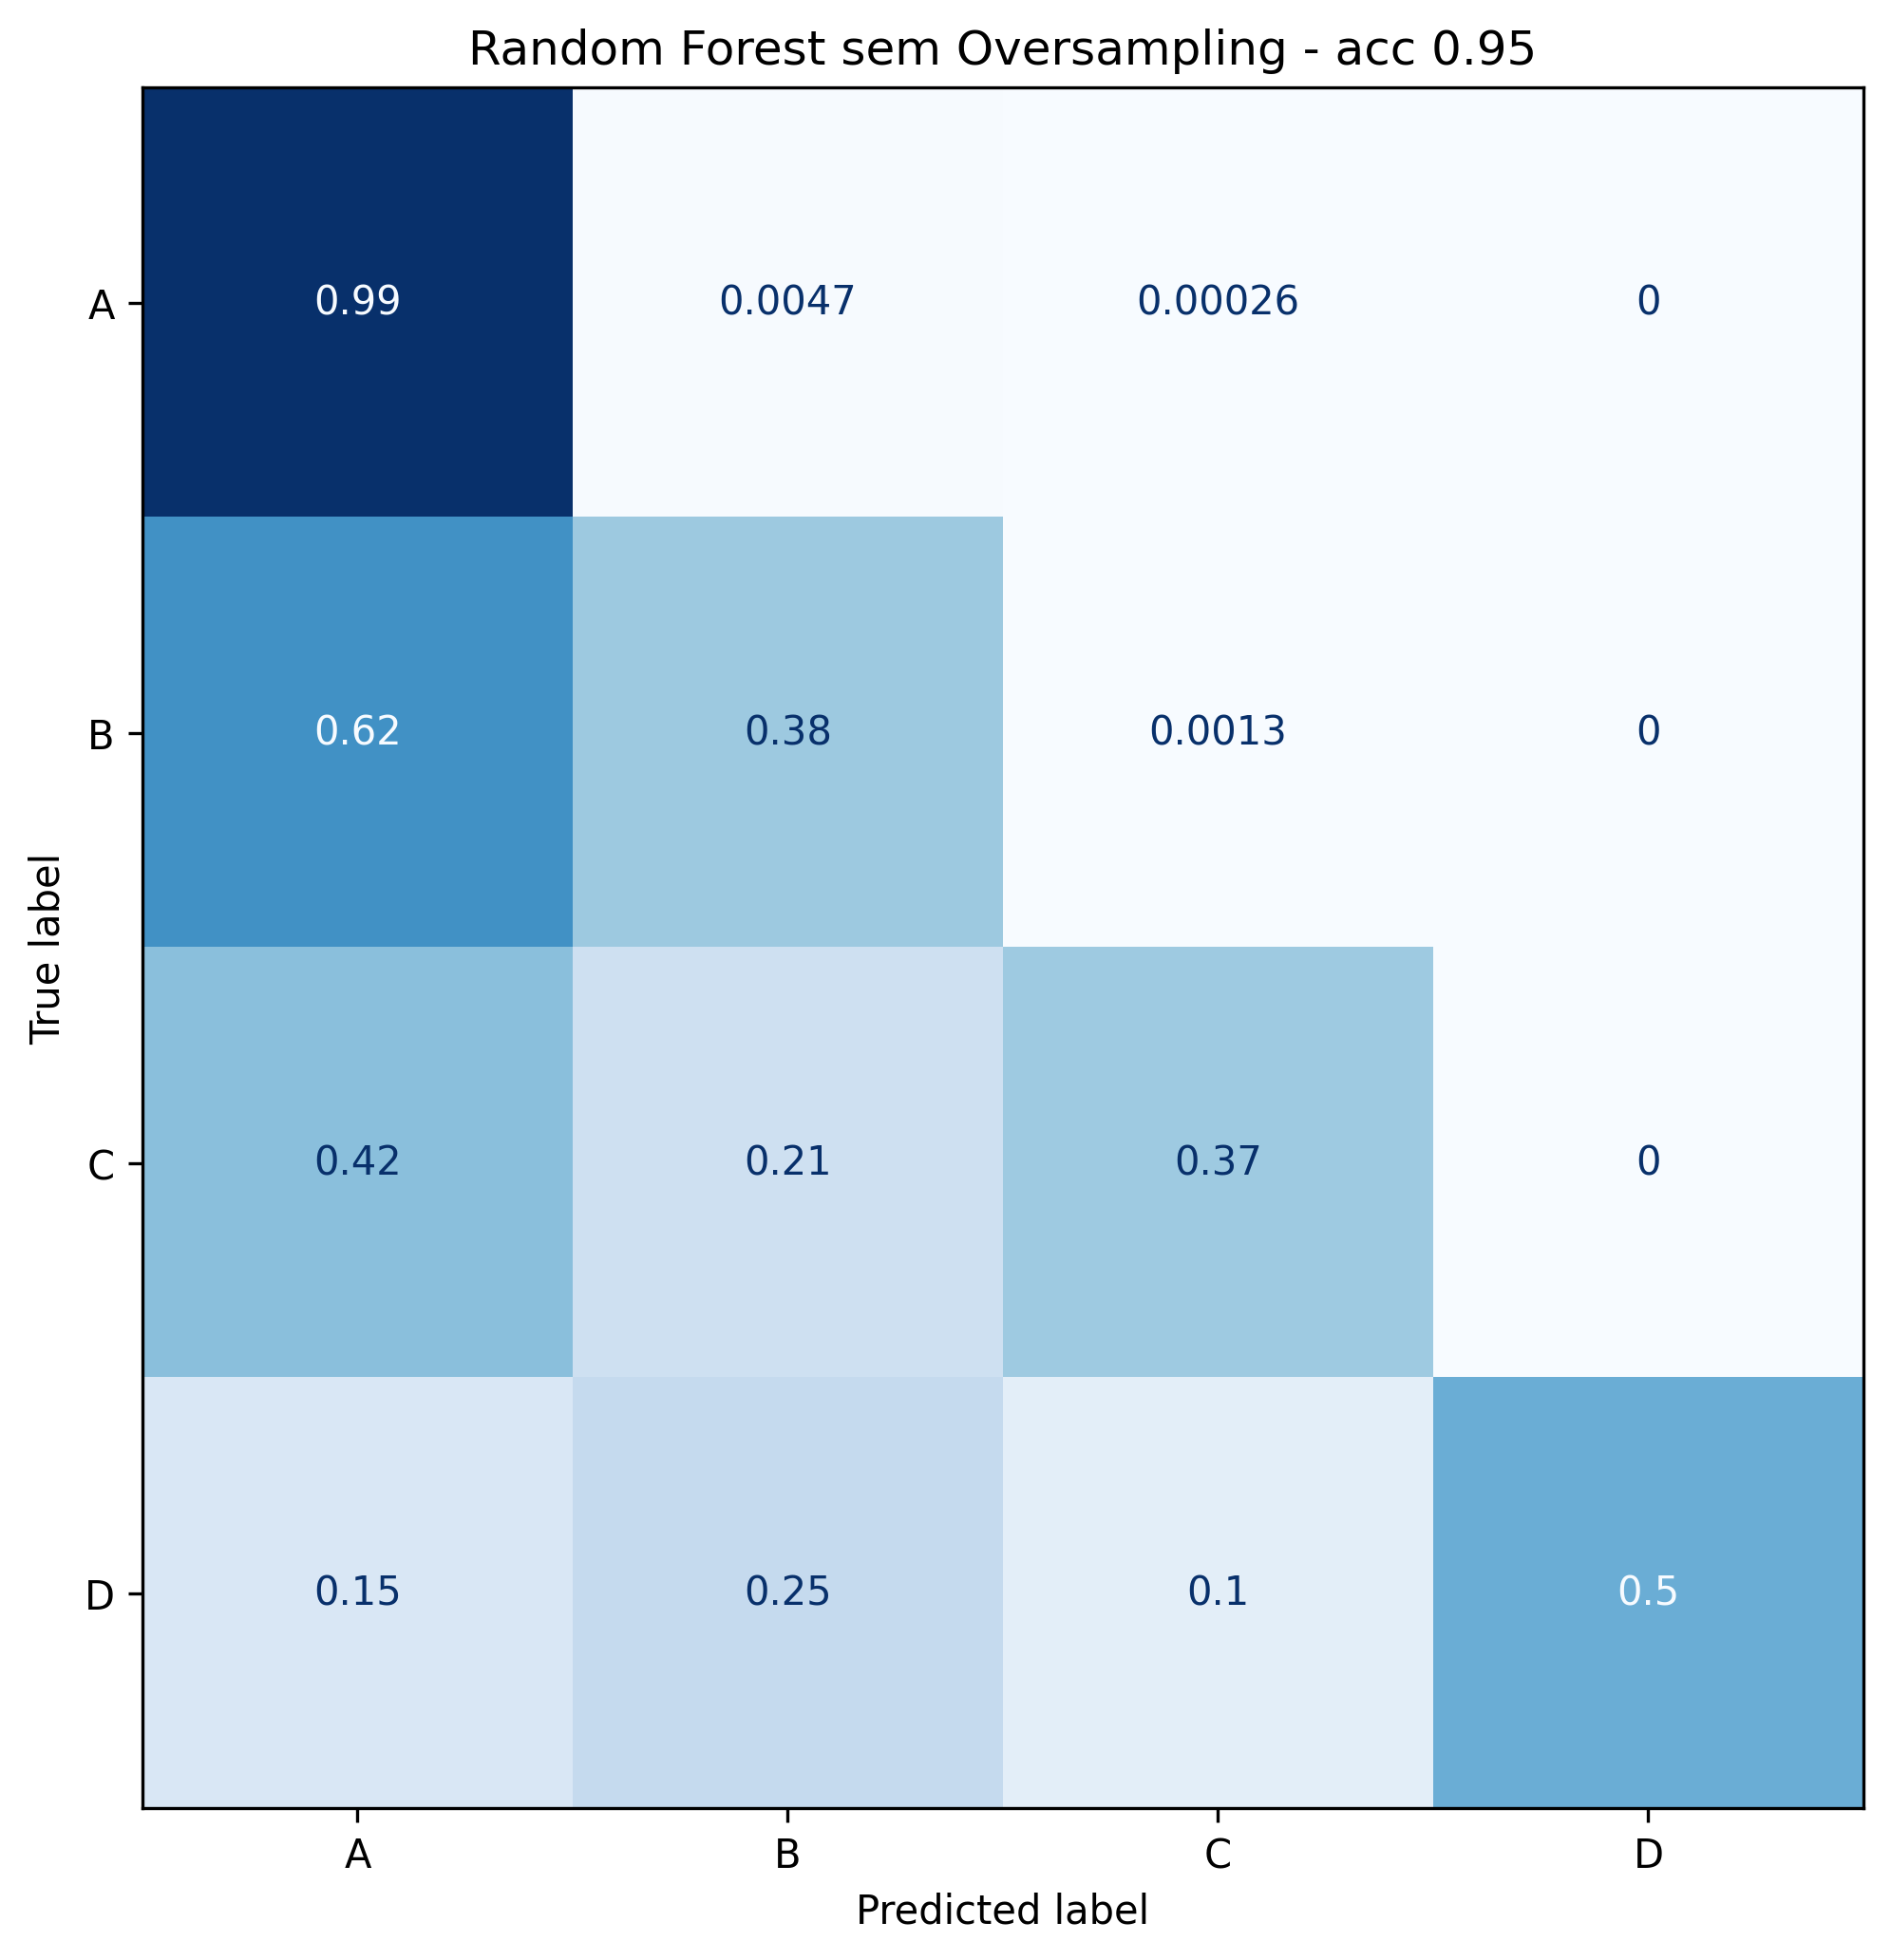 Random Forest sem Oversampling - acc 0.95
True label
A 0.99 0.0047 0.00026 0
B 0.62 0.38 0.0013 0
C 0.42 0.21 0.37 0
D 0.15 0.25 0.1 0.5
A B C D
Predicted label